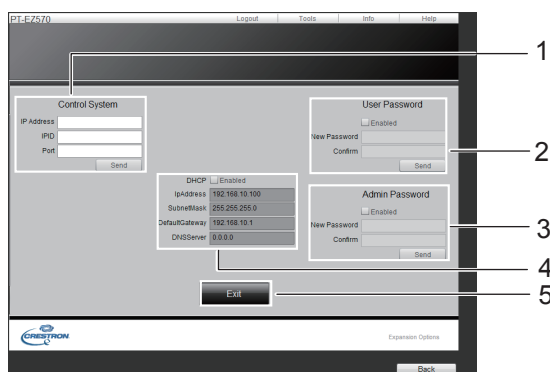 PT-EZ570 Logout Tools Info Help
1
Control System
IP Address
IPID
Port
Send
User Password
Enabled
New Password
Confirm
Send
2
DHCP Enabled
IpAddress 192.168.10.100
SubnetMask 255.255.255.0
DefaultGateway 192.168.10.1
DNSServer 0.0.0.0
Admin Password
Enabled
New Password
Confirm
Send
3
4
Exit
5
CRESTRON
Expansion Options
Back